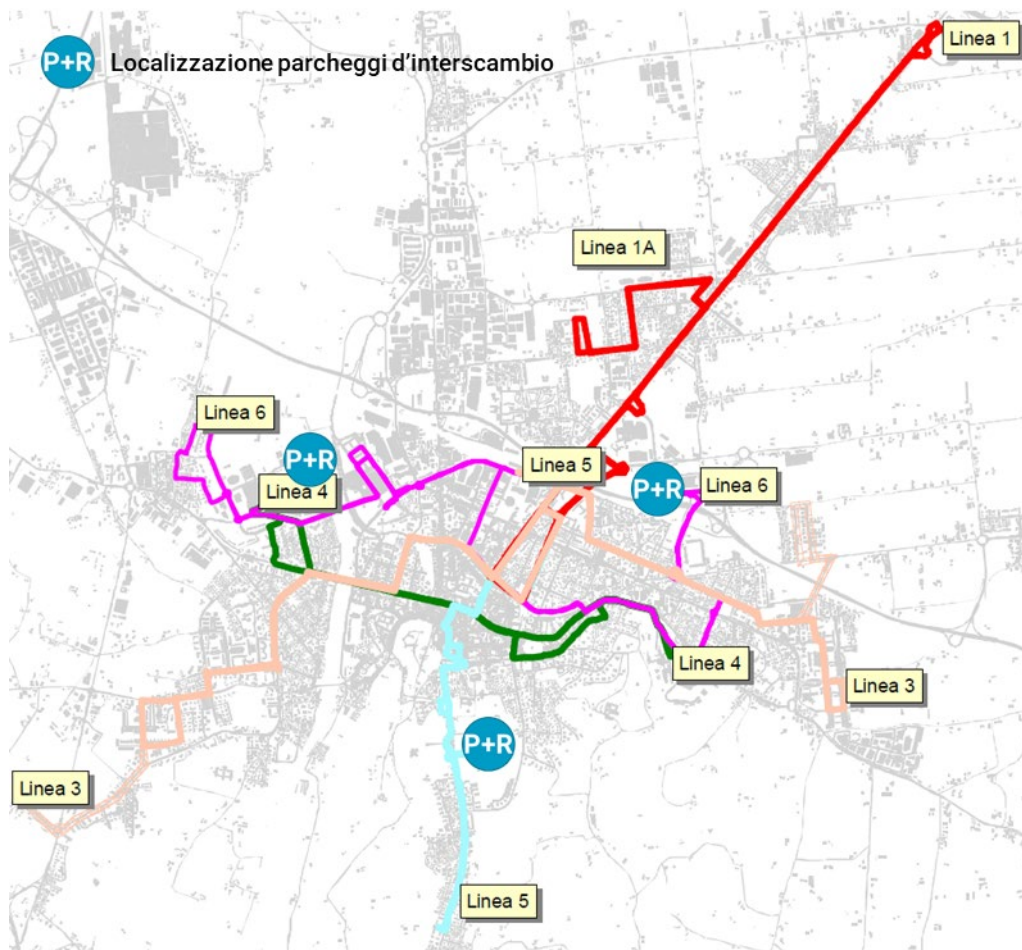 P+R Localizzazione parcheggi d'interscambio
Linea 1
Linea 1A
Linea 6
P+R
Linea 5
Linea 4
P+R
Linea 6
Linea 4
Linea 3
P+R
Linea 3
Linea 5